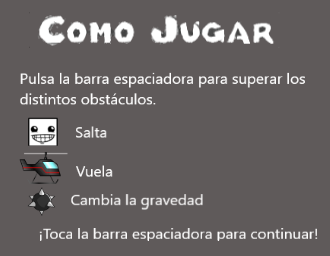 COMO JUGAR
Pulsa la barra espaciadora para superar los
distintos obstáculos.
Salta
Vuela
Cambia la gravedad
¡Toca la barra espaciadora para continuar!